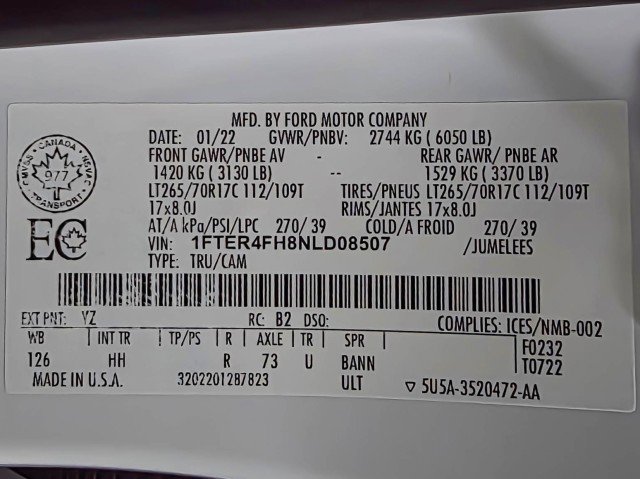 MFD. BY FORD MOTOR COMPANY
DATE: 01/22 GVWR/PNBV: 2744 KG ( 6050 LB)
FRONT GAWR/PNBE AV - REAR GAWR/ PNBE AR
1420 KG ( 3130 LB) -- 1529 KG ( 3370 LB)
LT265/70R17C 112/109T TIRES/PNEUS LT265/70R17C 112/109T
17x8.0J RIMS/JANTES 17x8.0J
AT/A kPa/PSI/LPC 270/ 39 COLD/A FROID 270/ 39
VIN: 1FTER4FH8NLD08507 /JUMELEES
TYPE: TRU/CAM
CANADA
977
TRANSPORT
EC
EXT PNT: YZ RC: B2 DSO: COMPLIES: ICES/NMB-002
WB INT TR TP/PS R AXLE TR SPR F0232
126 HH R 73 U BANN T0722
MADE IN U.S.A. 3202201287823 ULT 5U5A-3520472-AA